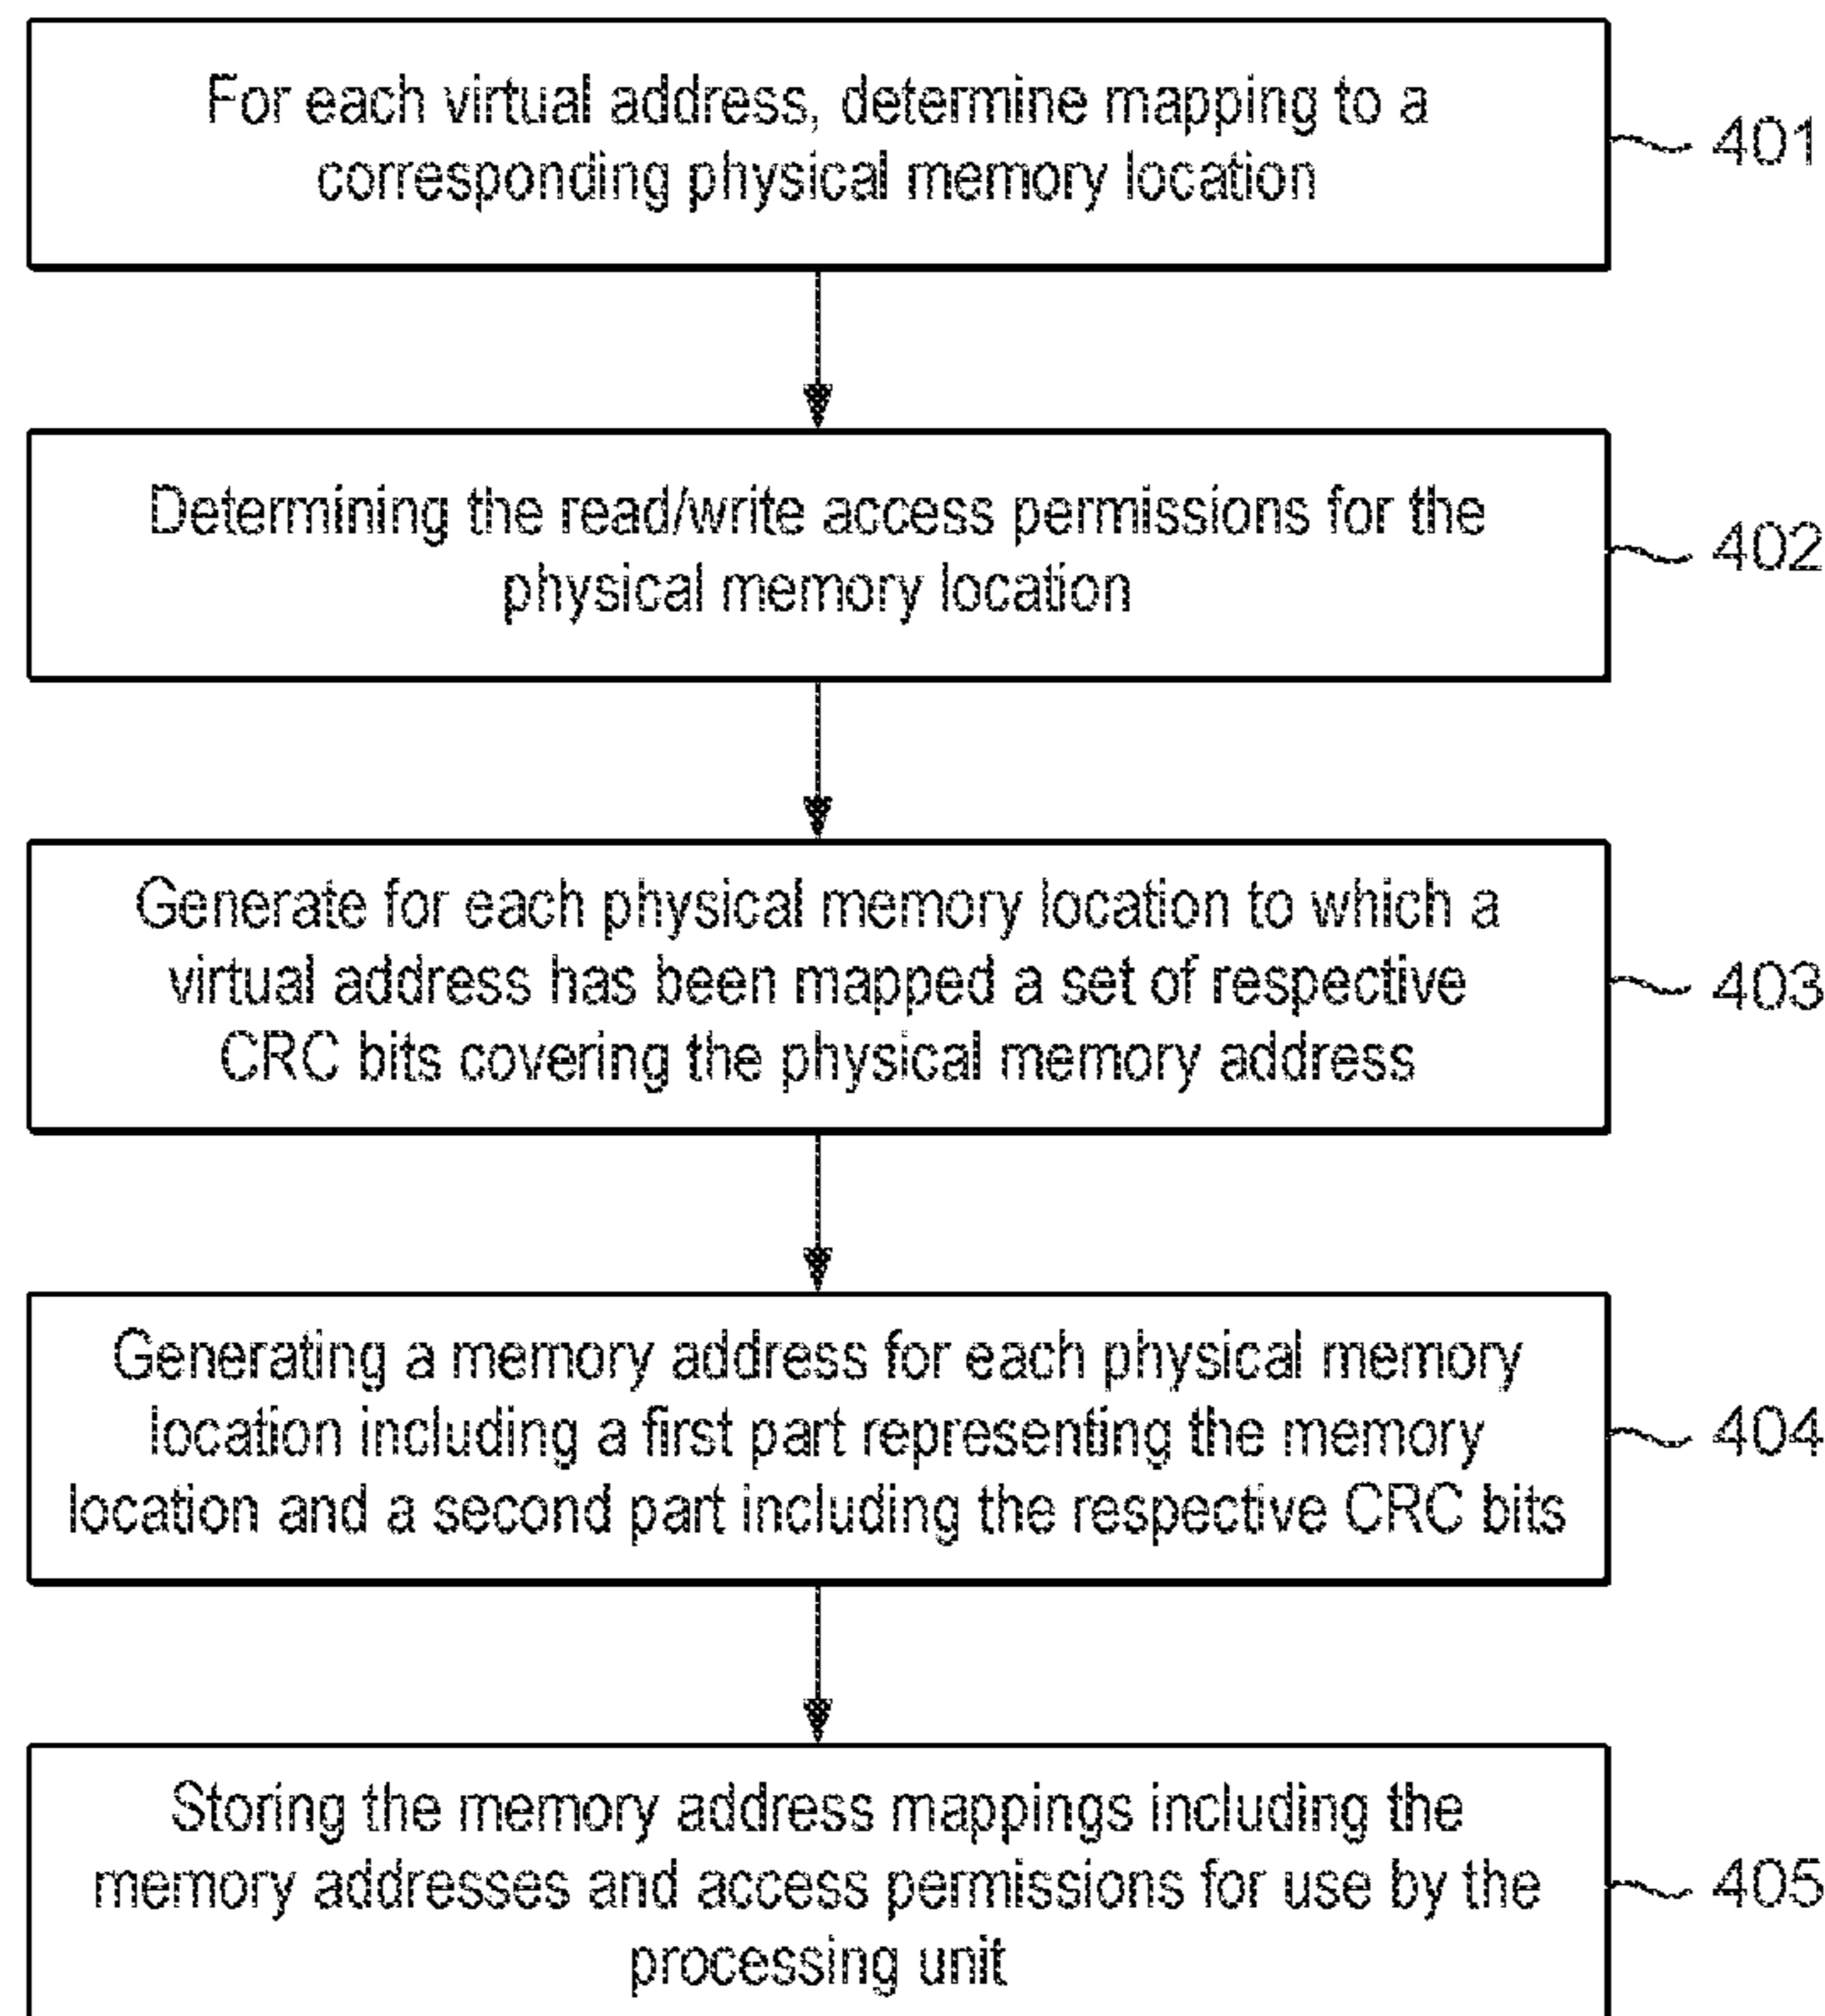 For each virtual address, determine mapping to a
corresponding physical memory location
401
Determining the read/write access permissions for the
physical memory location
402
Generate for each physical memory location to which a
virtual address has been mapped a set of respective
CRC bits covering the physical memory address
403
Generating a memory address for each physical memory
location including a first part representing the memory
location and a second part including the respective CRC bits
404
Storing the memory address mappings including the
memory addresses and access permissions for use by the
processing unit
405